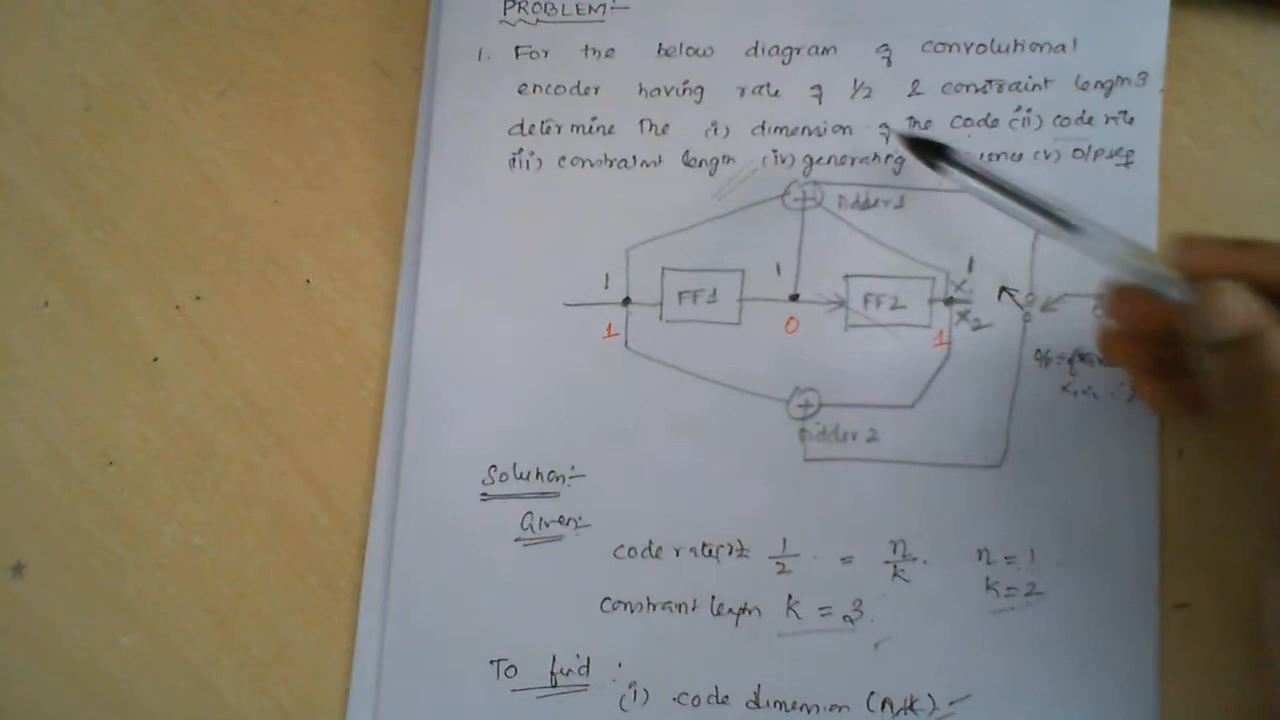 PROBLEM:-
1. For the below diagram of convolutional
encoder having rate of 1/2 & constraint length 3
determine the (i) dimension of the code (ii) code rate
(iii) constraint length (iv) generating (v) O/P seq
Adder 1
1 1 1
FF1 FF2 x1
x2
1 0 1
Adder 2
Solution:-
Given:
code rate(r)= 1/2 = n/k. n=1
k=2
constraint length k = 3.
To find :
(i) code dimension (n,k)